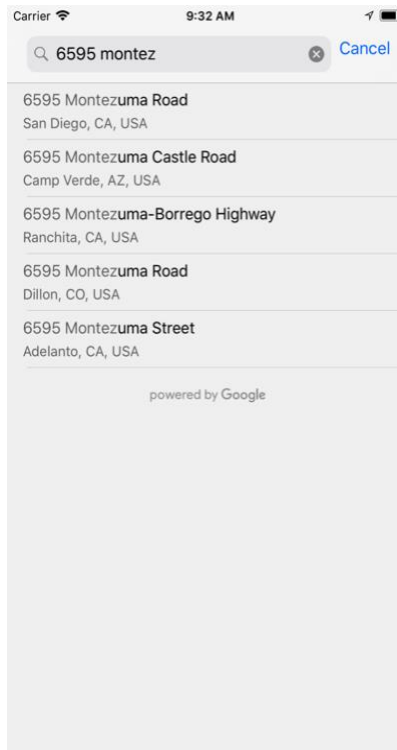 Carrier 9:32 AM
6595 montez Cancel
6595 Montezuma Road
San Diego, CA, USA
6595 Montezuma Castle Road
Camp Verde, AZ, USA
6595 Montezuma-Borrego Highway
Ranchita, CA, USA
6595 Montezuma Road
Dillon, CO, USA
6595 Montezuma Street
Adelanto, CA, USA
powered by Google